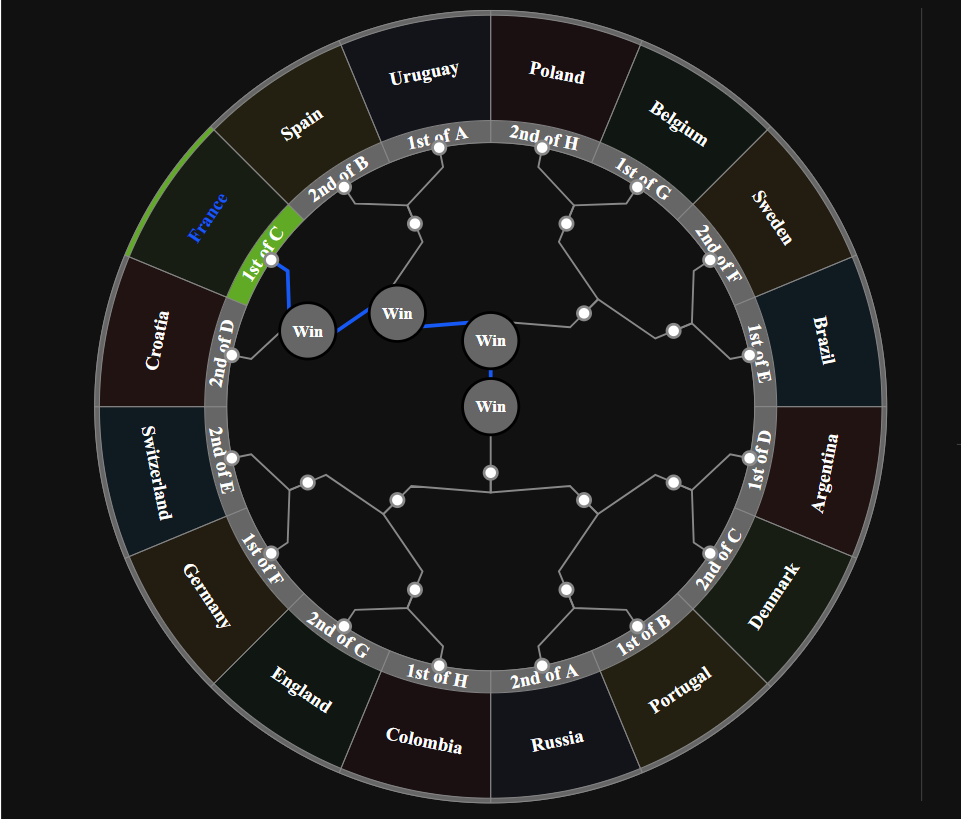 Uruguay
Poland
Belgium
Sweden
Brazil
Argentina
Denmark
Portugal
Russia
Colombia
England
Germany
Switzerland
Croatia
France
Spain
1st of A
2nd of H
1st of G
2nd of F
1st of E
1st of D
2nd of C
1st of B
2nd of A
1st of H
2nd of G
1st of F
2nd of E
2nd of D
1st of C
2nd of B
Win
Win
Win
Win